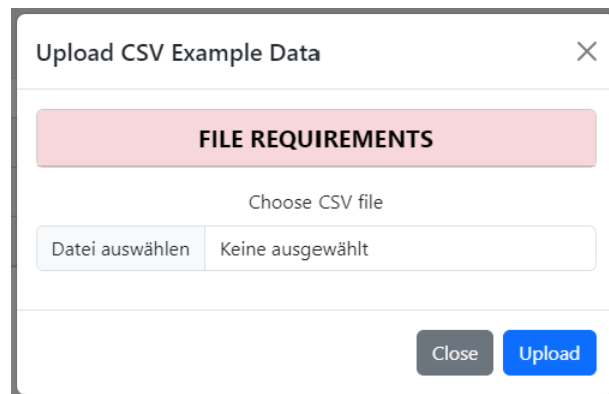 Upload CSV Example Data
FILE REQUIREMENTS
Choose CSV file
Datei auswählen Keine ausgewählt
Close Upload